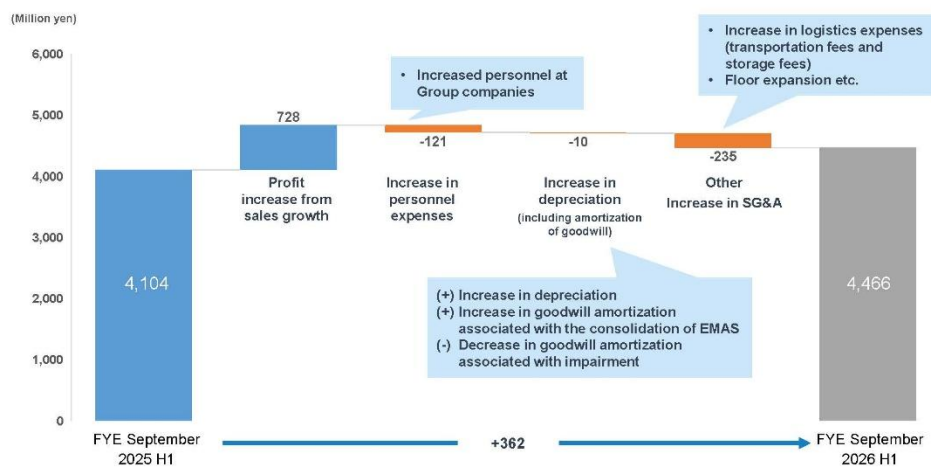 (Million yen)
6,000
5,000
4,000
3,000
2,000
1,000
0
4,104
728
-121
-10
-235
4,466
• Increased personnel at
Group companies
• Increase in logistics expenses
(transportation fees and
storage fees)
• Floor expansion etc.
Profit
increase from
sales growth
Increase in
personnel
expenses
Increase in
depreciation
(including amortization
of goodwill)
Other
Increase in SG&A
(+) Increase in depreciation
(+) Increase in goodwill amortization
associated with the consolidation of EMAS
(-) Decrease in goodwill amortization
associated with impairment
FYE September
2025 H1
+362
FYE September
2026 H1